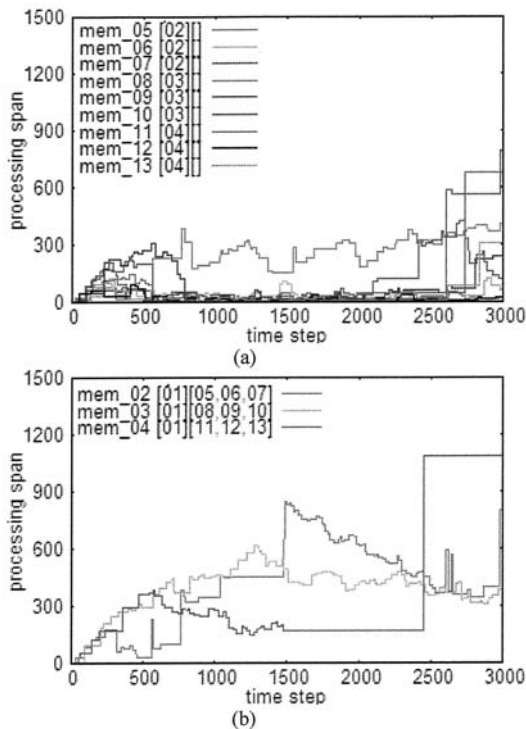 1500
1200
900
600
300
0
processing span
mem_05 [02][]
mem_06 [02][]
mem_07 [02][]
mem_08 [03][]
mem_09 [03][]
mem_10 [03][]
mem_11 [04][]
mem_12 [04][]
mem_13 [04][]
0 500 1000 1500 2000 2500 3000
time step
(a)
1500
1200
900
600
300
0
processing span
mem_02 [01][05,06,07]
mem_03 [01][08,09,10]
mem_04 [01][11,12,13]
0 500 1000 1500 2000 2500 3000
time step
(b)